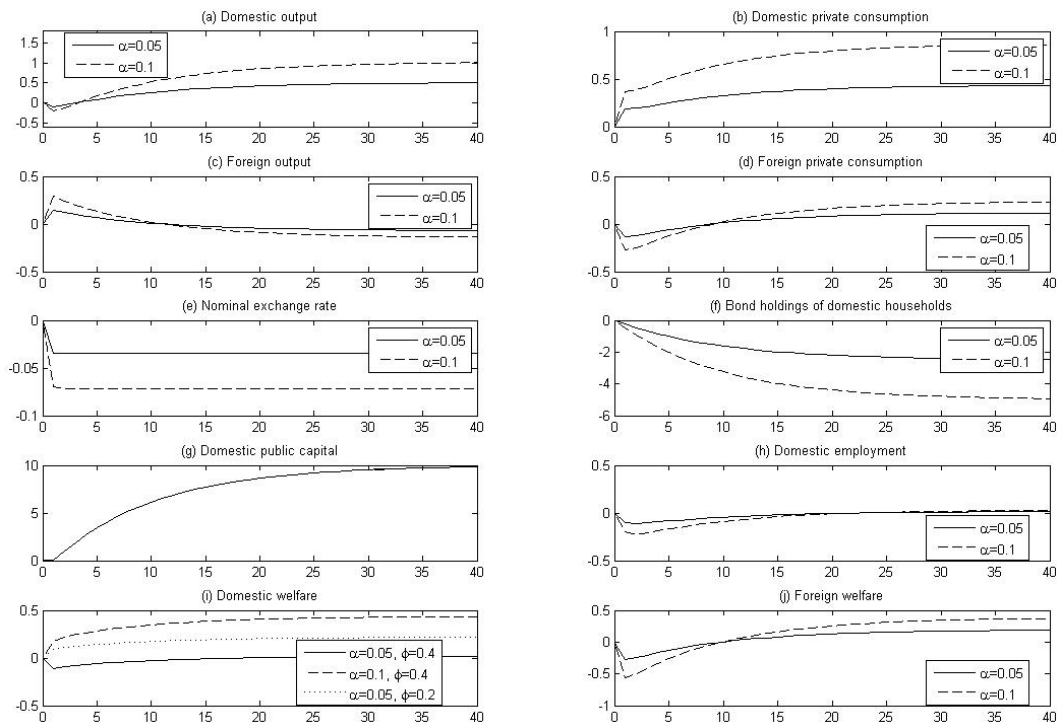 (a) Domestic output
1.5
1
0.5
0
-0.5
α=0.05
α=0.1
0 5 10 15 20 25 30 35 40
(b) Domestic private consumption
1
0.5
0
α=0.05
α=0.1
0 5 10 15 20 25 30 35 40
(c) Foreign output
0.5
0
-0.5
α=0.05
α=0.1
0 5 10 15 20 25 30 35 40
(d) Foreign private consumption
0.5
0
-0.5
α=0.05
α=0.1
0 5 10 15 20 25 30 35 40
(e) Nominal exchange rate
0
-0.05
-0.1
α=0.05
α=0.1
0 5 10 15 20 25 30 35 40
(f) Bond holdings of domestic households
0
-2
-4
-6
α=0.05
α=0.1
0 5 10 15 20 25 30 35 40
(g) Domestic public capital
10
5
0
0 5 10 15 20 25 30 35 40
(h) Domestic employment
0.5
0
-0.5
α=0.05
α=0.1
0 5 10 15 20 25 30 35 40
(i) Domestic welfare
0.5
0
-0.5
α=0.05, ϕ=0.4
α=0.1, ϕ=0.4
α=0.05, ϕ=0.2
0 5 10 15 20 25 30 35 40
(j) Foreign welfare
0.5
0
-0.5
-1
α=0.05
α=0.1
0 5 10 15 20 25 30 35 40